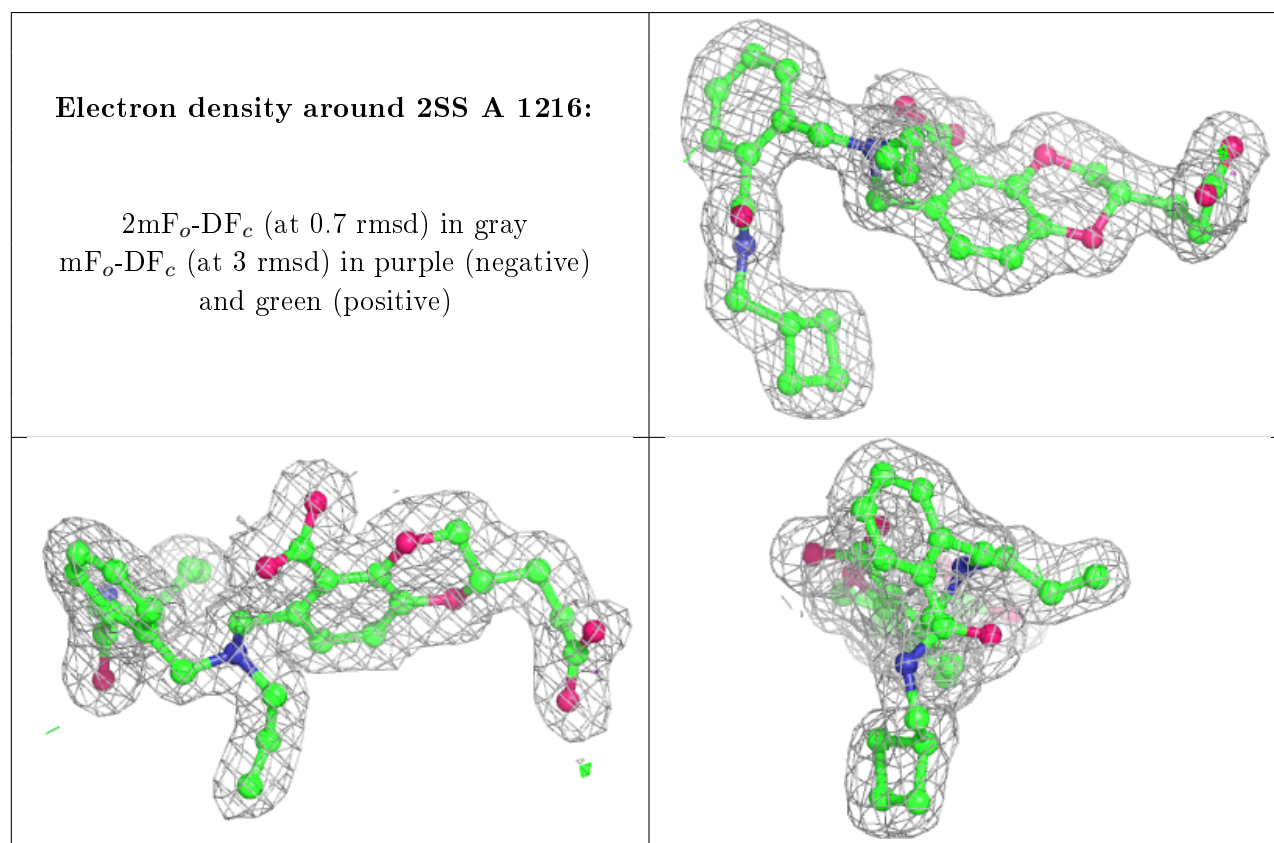 Electron density around 2SS A 1216:
2mFₒ-DF𝒸 (at 0.7 rmsd) in gray
mFₒ-DF𝒸 (at 3 rmsd) in purple (negative)
and green (positive)